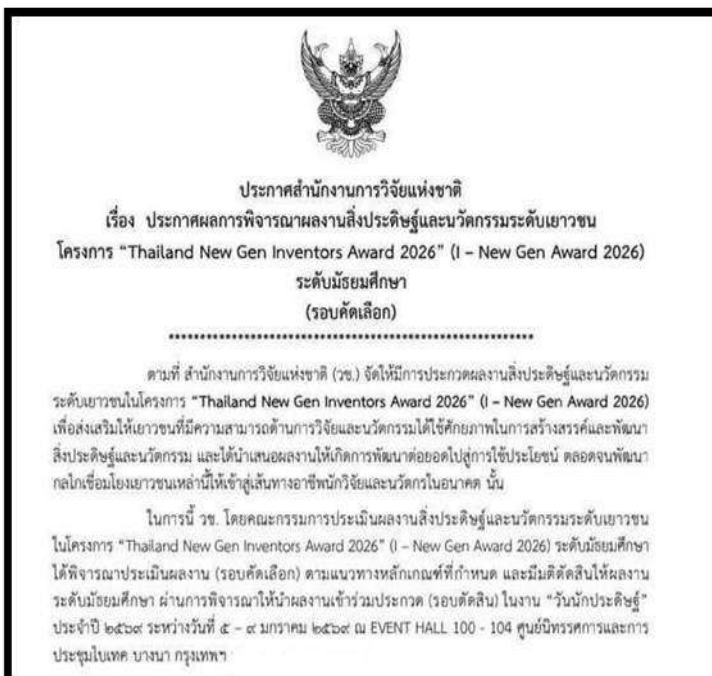 ประกาศสำนักงานการวิจัยแห่งชาติ
เรื่อง ประกาศผลการพิจารณาผลงานสิ่งประดิษฐ์และนวัตกรรมระดับเยาวชน
โครงการ “Thailand New Gen Inventors Award 2026” (I – New Gen Award 2026)
ระดับมัธยมศึกษา
(รอบคัดเลือก)
************************************************************
ตามที่ สำนักงานการวิจัยแห่งชาติ (วช.) จัดให้มีการประกวดผลงานสิ่งประดิษฐ์และนวัตกรรม
ระดับเยาวชนในโครงการ “Thailand New Gen Inventors Award 2026” (I – New Gen Award 2026)
เพื่อส่งเสริมให้เยาวชนที่มีความสามารถด้านการวิจัยและนวัตกรรมได้ใช้ศักยภาพในการสร้างสรรค์และพัฒนา
สิ่งประดิษฐ์และนวัตกรรม และได้นำเสนอผลงานให้เกิดการพัฒนาต่อยอดไปสู่การใช้ประโยชน์ ตลอดจนพัฒนา
กลไกเชื่อมโยงเยาวชนเหล่านี้ให้เข้าสู่เส้นทางอาชีพนักวิจัยและนวัตกรในอนาคต นั้น
ในการนี้ วช. โดยคณะกรรมการประเมินผลงานสิ่งประดิษฐ์และนวัตกรรมระดับเยาวชน
ในโครงการ “Thailand New Gen Inventors Award 2026” (I – New Gen Award 2026) ระดับมัธยมศึกษา
ได้พิจารณาประเมินผลงาน (รอบคัดเลือก) ตามแนวทางหลักเกณฑ์ที่กำหนด และมีมติตัดสินให้ผลงาน
ระดับมัธยมศึกษา ผ่านการพิจารณาให้นำผลงานเข้าร่วมประกวด (รอบตัดสิน) ในงาน “วันนักประดิษฐ์”
ประจำปี ๒๕๖๙ ระหว่างวันที่ ๕ – ๙ มกราคม ๒๕๖๙ ณ EVENT HALL 100 - 104 ศูนย์นิทรรศการและการ
ประชุมไบเทค บางนา กรุงเทพฯ